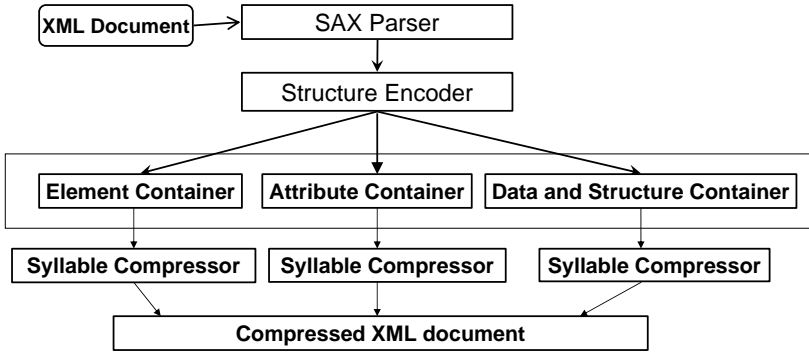 XML Document
SAX Parser
Structure Encoder
Element Container
Attribute Container
Data and Structure Container
Syllable Compressor
Syllable Compressor
Syllable Compressor
Compressed XML document